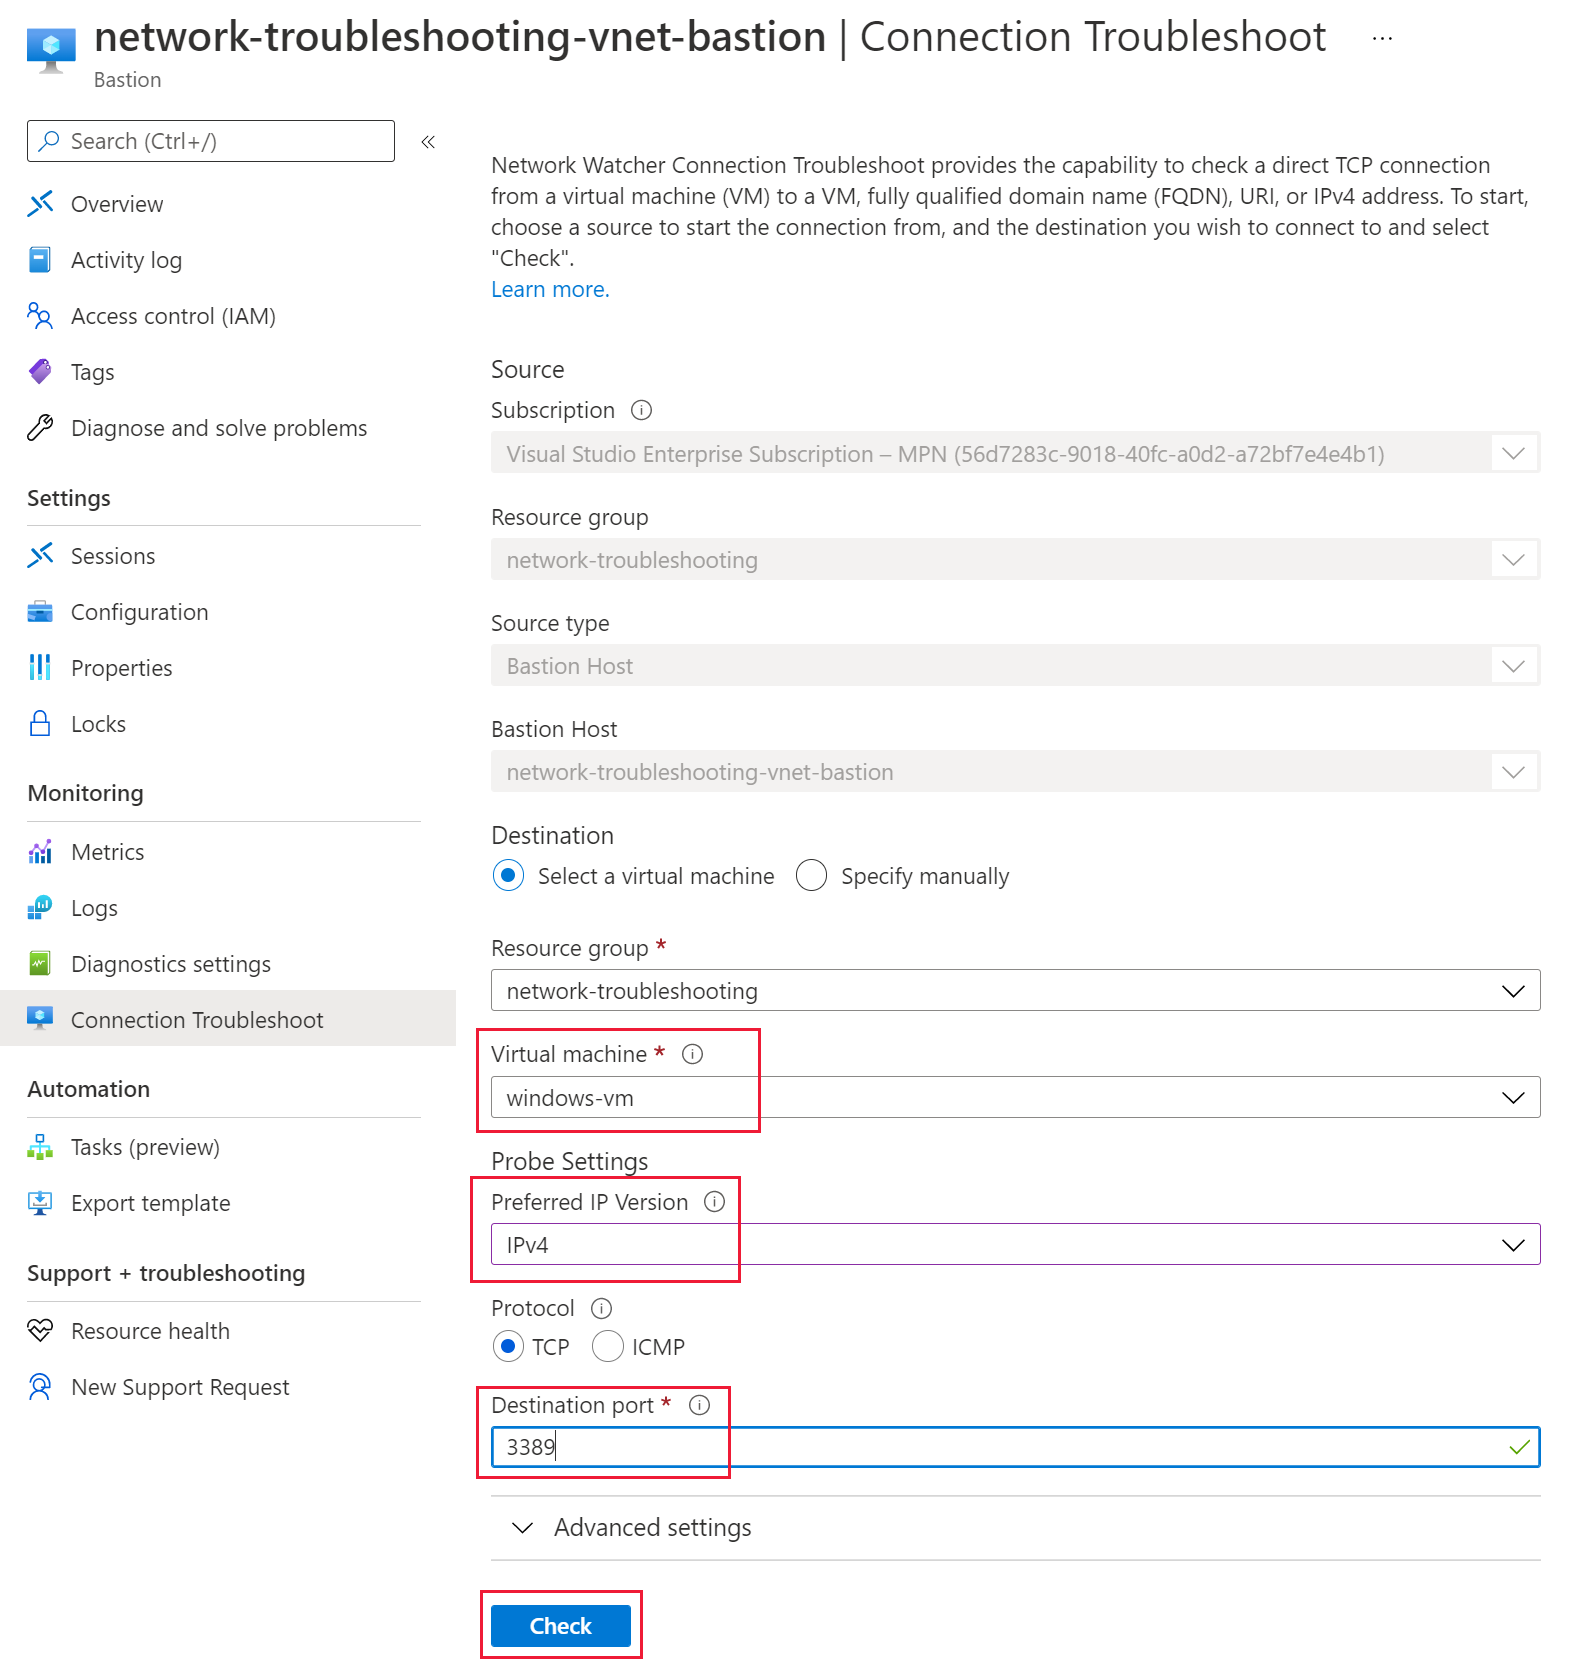 network-troubleshooting-vnet-bastion | Connection Troubleshoot ...
Bastion
Search (Ctrl+/)
«
Overview
Activity log
Access control (IAM)
Tags
Diagnose and solve problems
Settings
Sessions
Configuration
Properties
Locks
Monitoring
Metrics
Logs
Diagnostics settings
Connection Troubleshoot
Automation
Tasks (preview)
Export template
Support + troubleshooting
Resource health
New Support Request
Network Watcher Connection Troubleshoot provides the capability to check a direct TCP connection
from a virtual machine (VM) to a VM, fully qualified domain name (FQDN), URI, or IPv4 address. To start,
choose a source to start the connection from, and the destination you wish to connect to and select
"Check".
Learn more.
Source
Subscription
Visual Studio Enterprise Subscription – MPN (56d7283c-9018-40fc-a0d2-a72bf7e4e4b1)
Resource group
network-troubleshooting
Source type
Bastion Host
Bastion Host
network-troubleshooting-vnet-bastion
Destination
Select a virtual machine Specify manually
Resource group *
network-troubleshooting
Virtual machine *
windows-vm
Probe Settings
Preferred IP Version
IPv4
Protocol
TCP ICMP
Destination port *
3389
Advanced settings
Check